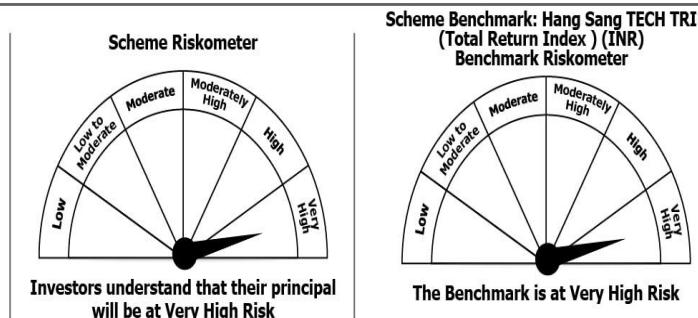 Scheme Riskometer
Low
Low to
Moderate
Moderate
Moderately
High
High
Very
High
Investors understand that their principal
will be at Very High Risk
Scheme Benchmark: Hang Sang TECH TRI
(Total Return Index ) (INR)
Benchmark Riskometer
Low
Low to
Moderate
Moderate
Moderately
High
High
Very
High
The Benchmark is at Very High Risk